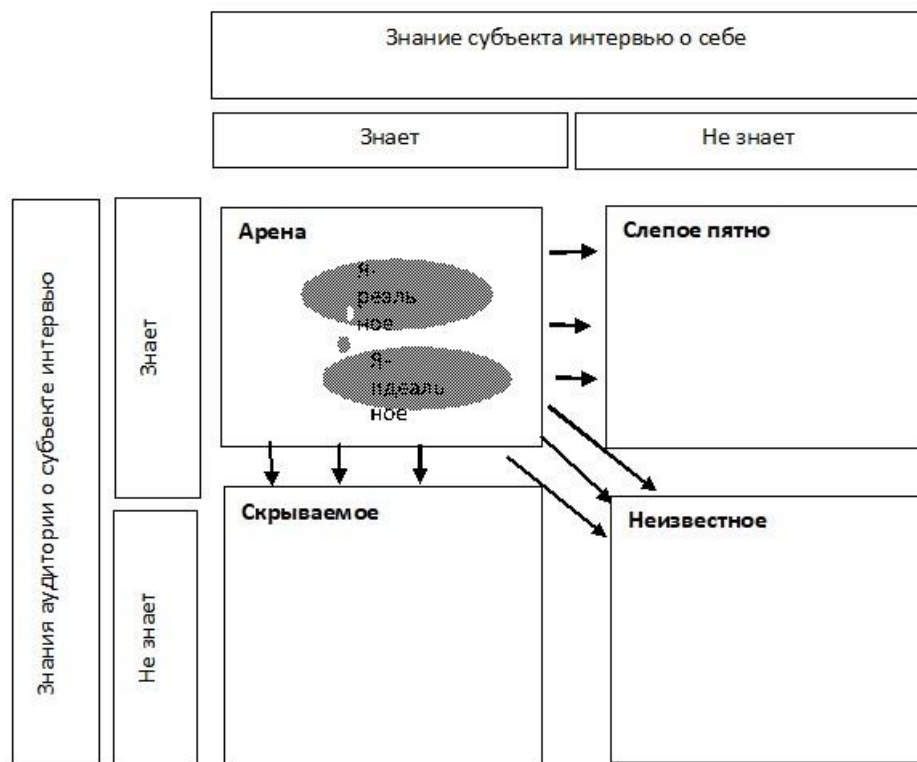 Знание субъекта интервью о себе
Знает
Не знает
Знания аудитории о субъекте интервью
Знает
Арена
Я-
реаль
ное
Я-
идеаль
ное
Слепое пятно
Не знает
Скрываемое
Неизвестное